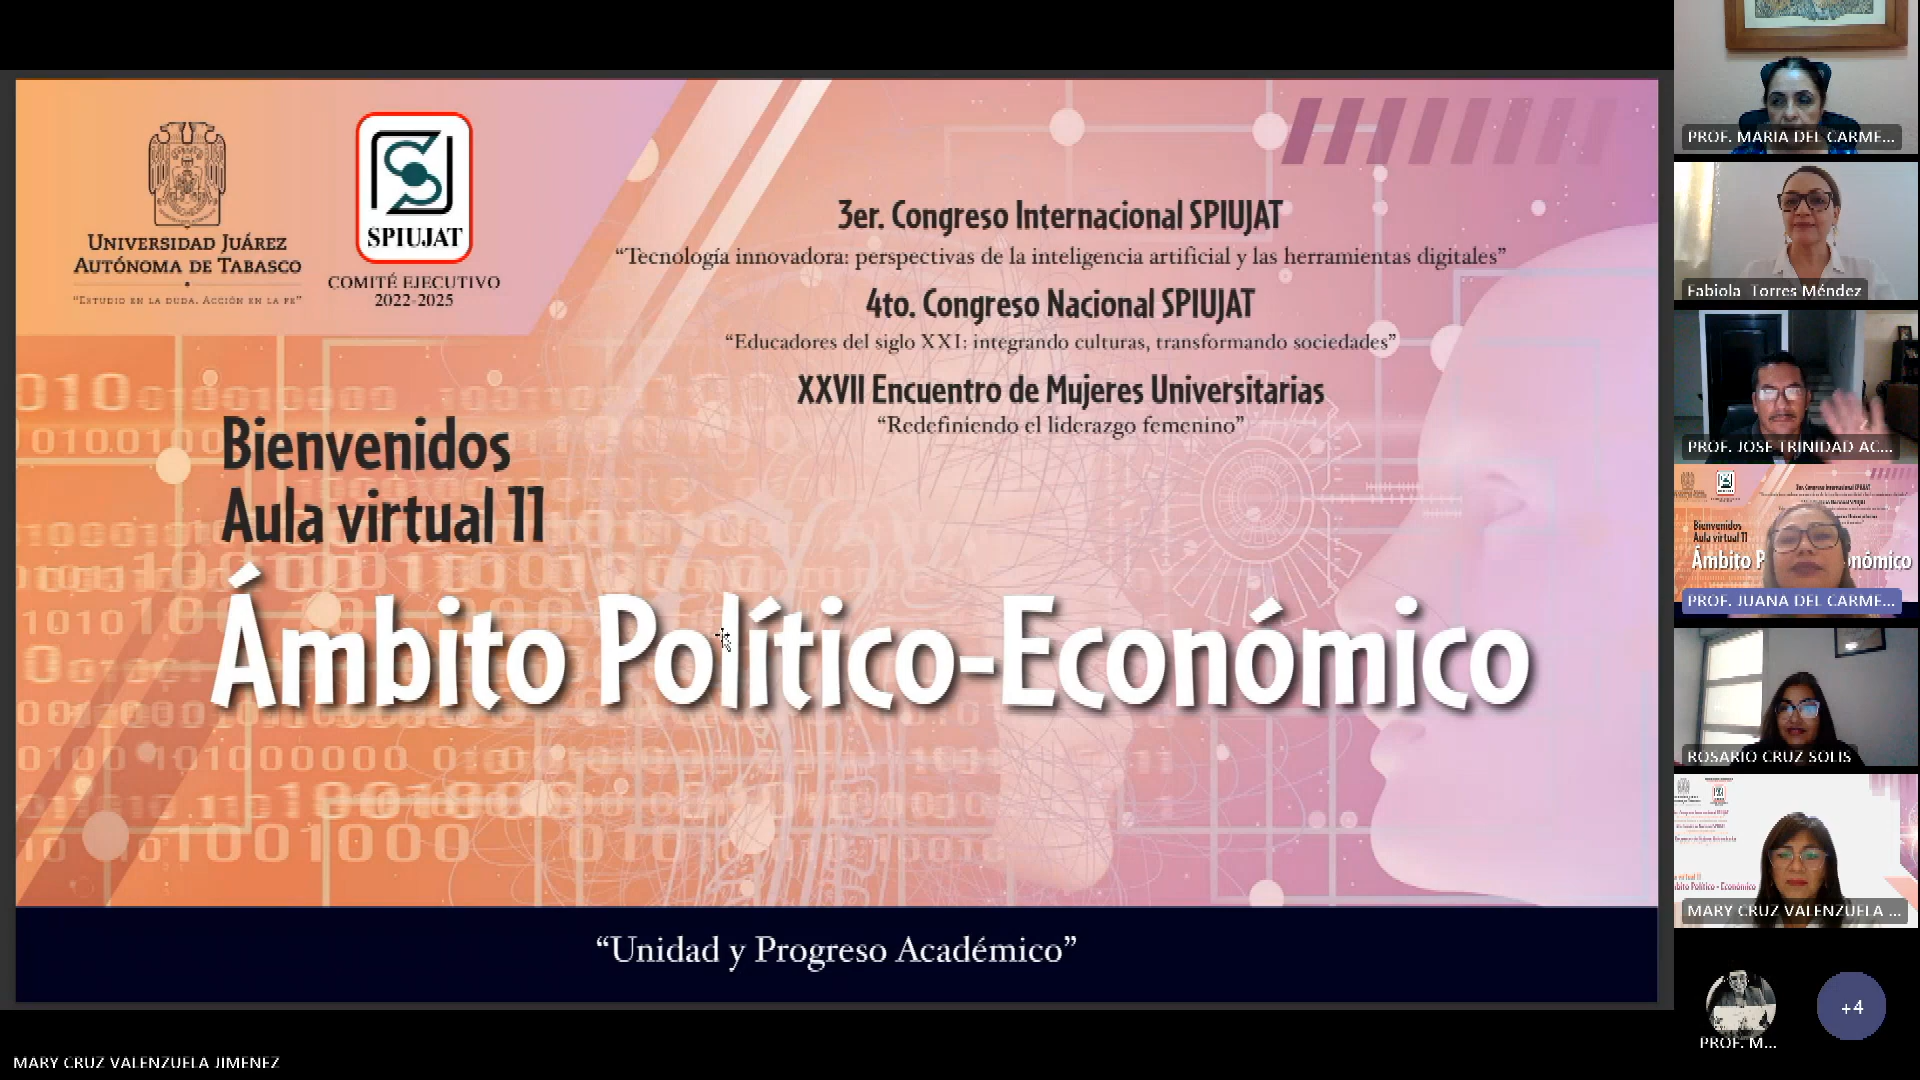 UNIVERSIDAD JUÁREZ
AUTÓNOMA DE TABASCO
“ESTUDIO EN LA DUDA. ACCIÓN EN LA FE”
SPIUJAT
COMITÉ EJECUTIVO
2022-2025
3er. Congreso Internacional SPIUJAT
“Tecnología innovadora: perspectivas de la inteligencia artificial y las herramientas digitales”
4to. Congreso Nacional SPIUJAT
“Educadores del siglo XXI: integrando culturas, transformando sociedades”
XXVII Encuentro de Mujeres Universitarias
“Redefiniendo el liderazgo femenino”
Bienvenidos
Aula virtual 11
Ámbito Político-Económico
“Unidad y Progreso Académico”
MARY CRUZ VALENZUELA JIMENEZ
PROF. MARIA DEL CARME...
Fabiola Torres Méndez
PROF. JOSE TRINIDAD AC...
Bienvenidos
Aula virtual 11
PROF. JUANA DEL CARME...
ROSARIO CRUZ SOLIS
MARY CRUZ VALENZUELA ...
PROF. M...
+4